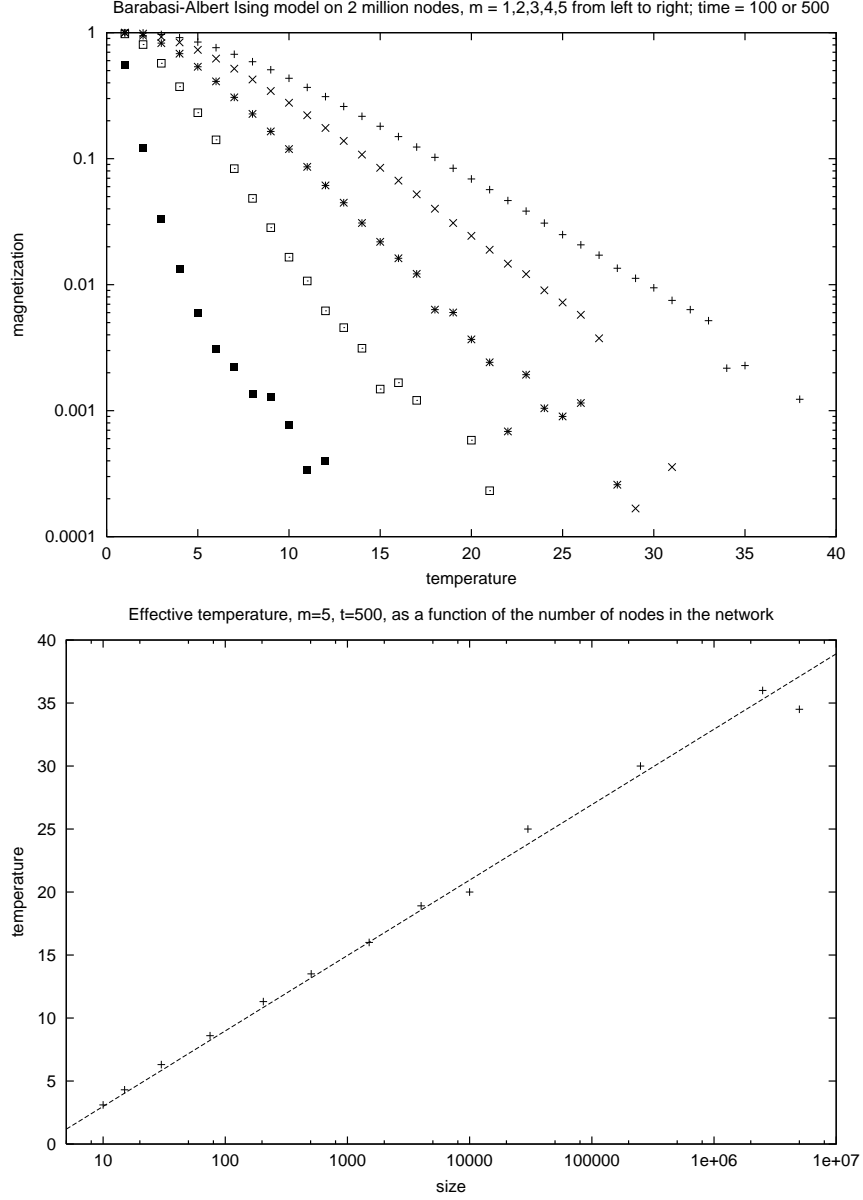 Barabasi-Albert Ising model on 2 million nodes, m = 1,2,3,4,5 from left to right; time = 100 or 500
1
0.1
0.01
0.001
0.0001
magnetization
0 5 10 15 20 25 30 35 40
temperature
Effective temperature, m=5, t=500, as a function of the number of nodes in the network
40
35
30
25
20
15
10
5
0
temperature
10 100 1000 10000 100000 1e+06 1e+07
size